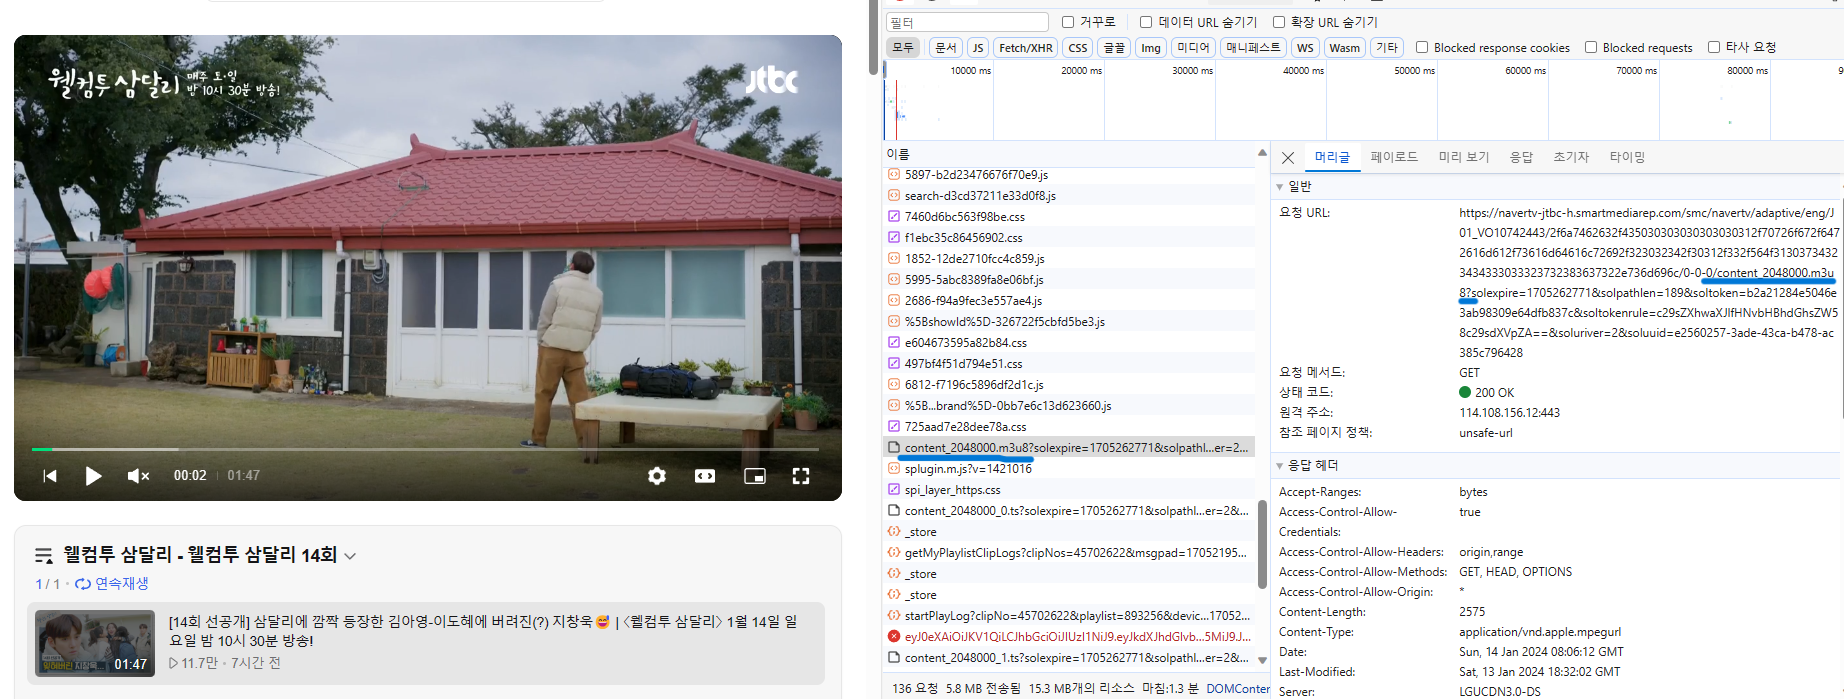 웰컴투 삼달리 매주 토·일
밤 10시 30분 방송!
jtbc
00:02 | 01:47
웰컴투 삼달리 - 웰컴투 삼달리 14회
1 / 1 · 연속재생
[14회 선공개] 삼달리에 깜짝 등장한 김아영-이도혜에 버려진(?) 지창욱😅 | 〈웰컴투 삼달리〉 1월 14일 일
요일 밤 10시 30분 방송!
▷ 11.7만 · 7시간 전
01:47
필터
거꾸로
데이터 URL 숨기기
확장 URL 숨기기
모두
문서
JS
Fetch/XHR
CSS
글꼴
Img
미디어
매니페스트
WS
Wasm
기타
Blocked response cookies
Blocked requests
타사 요청
10000 ms
20000 ms
30000 ms
40000 ms
50000 ms
60000 ms
70000 ms
80000 ms
9
이름
5897-b2d23476676f70e9.js
search-d3cd37211e33d0f8.js
7460d6bc563f98be.css
f1ebc35c86456902.css
1852-12de2710fcc4c859.js
5995-5abc8389fa8e06bf.js
2686-f94a9fec3e557ae4.js
%5BshowId%5D-326722f5cbfd5be3.js
e604673595a82b84.css
497bf4f51d794e51.css
6812-f7196c5896df2d1c.js
%5B...brand%5D-0bb7e6c13d623660.js
725aad7e28dee78a.css
content_2048000.m3u8?solexpire=1705262771&solpathl...er=2...
splugin.m.js?v=1421016
spi_layer_https.css
content_2048000_0.ts?solexpire=1705262771&solpathl...er=2&...
_store
getMyPlaylistClipLogs?clipNos=45702622&msgpad=17052195...
_store
_store
startPlayLog?clipNo=45702622&playlist=893256&devic...17052...
eyJ0eXAiOiJKV1QiLCJhbGciOiJIUzI1NiJ9.eyJkdXJhdGlvb...5MiJ9.J...
content_2048000_1.ts?solexpire=1705262771&solpathl...er=2&...
136 요청
5.8 MB 전송됨
15.3 MB개의 리소스
마침:1.3 분
DOMConter
머리글
페이로드
미리 보기
응답
초기자
타이밍
일반
요청 URL:
https://navertv-jtbc-h.smartmediarep.com/smc/navertv/adaptive/eng/J
01_VO10742443/2f6a7462632f435030303030303030312f70726f672f647
2616d612f73616d64616c72692f323032342f30312f332f564f3130373432
3434333033323732383637322e736d696c/0-0-0/content_2048000.m3u
8?solexpire=1705262771&solpathlen=189&soltoken=b2a21284e5046e
3ab98309e64dfb837c&soltokenrule=c29sZXhwaXJlfHNvbHBhdGhsZW5
8c29sdXVpZA==&soluriver=2&soluuid=e2560257-3ade-43ca-b478-ac
385c796428
요청 메서드:
GET
상태 코드:
200 OK
원격 주소:
114.108.156.12:443
참조 페이지 정책:
unsafe-url
응답 헤더
Accept-Ranges:
bytes
Access-Control-Allow-
Credentials:
true
Access-Control-Allow-Headers:
origin,range
Access-Control-Allow-Methods:
GET, HEAD, OPTIONS
Access-Control-Allow-Origin:
*
Content-Length:
2575
Content-Type:
application/vnd.apple.mpegurl
Date:
Sun, 14 Jan 2024 08:06:12 GMT
Last-Modified:
Sat, 13 Jan 2024 18:32:02 GMT
Server:
LGUCDN3.0-DS